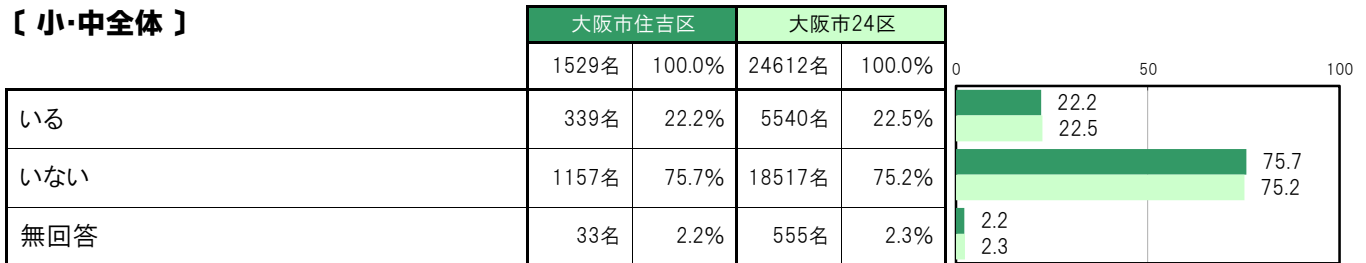 〔 小・中全体 〕
大阪市住吉区 大阪市24区
1529名 100.0% 24612名 100.0%
0 50 100
いる 339名 22.2% 5540名 22.5%
22.2
22.5
いない 1157名 75.7% 18517名 75.2%
75.7
75.2
無回答 33名 2.2% 555名 2.3%
2.2
2.3